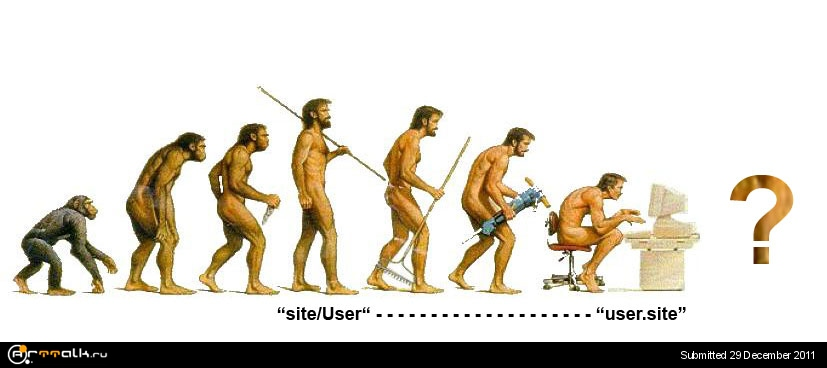 ?
“site/User“ - - - - - - - - - - - - - - - - - - - - “user.site”
Arttalk.ru
Submitted 29 December 2011